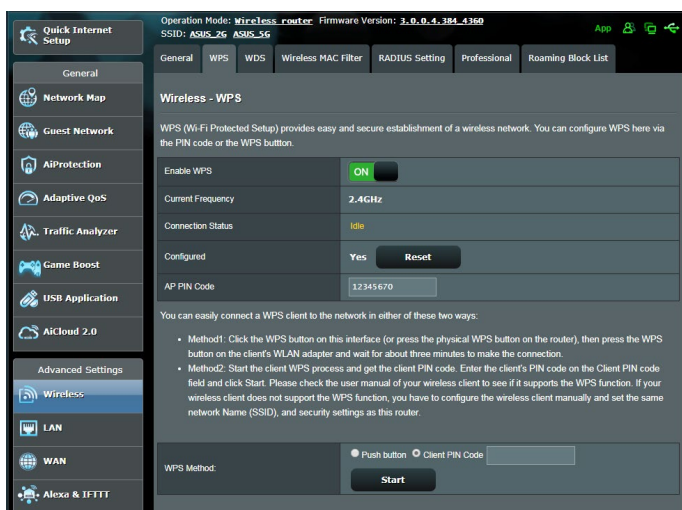 Quick Internet
Setup
General
Network Map
Guest Network
AiProtection
Adaptive QoS
Traffic Analyzer
Game Boost
USB Application
AiCloud 2.0
Advanced Settings
Wireless
LAN
WAN
Alexa & IFTTT
Operation Mode: Wireless router Firmware Version: 3.0.0.4.384_4360
SSID: ASUS_2G ASUS_5G
App
General WPS WDS Wireless MAC Filter RADIUS Setting Professional Roaming Block List
Wireless - WPS
WPS (Wi-Fi Protected Setup) provides easy and secure establishment of a wireless network. You can configure WPS here via
the PIN code or the WPS buttton.
Enable WPS ON
Current Frequency 2.4GHz
Connection Status Idle
Configured Yes Reset
AP PIN Code 12345670
You can easily connect a WPS client to the network in either of these two ways:
• Method1: Click the WPS button on this interface (or press the physical WPS button on the router), then press the WPS
button on the client's WLAN adapter and wait for about three minutes to make the connection.
• Method2: Start the client WPS process and get the client PIN code. Enter the client's PIN code on the Client PIN code
field and click Start. Please check the user manual of your wireless client to see if it supports the WPS function. If your
wireless client does not support the WPS function, you have to configure the wireless client manually and set the same
network Name (SSID), and security settings as this router.
WPS Method: Push button Client PIN Code
Start